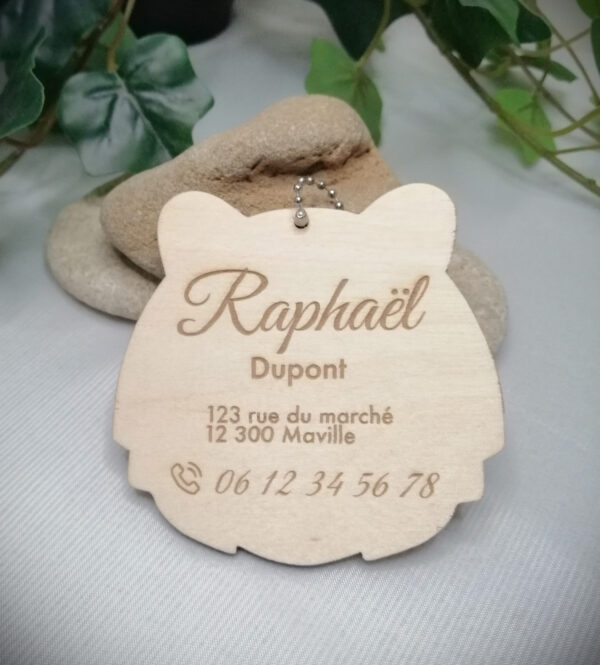 Raphaël
Dupont
123 rue du marché
12 300 Maville
06 12 34 56 78